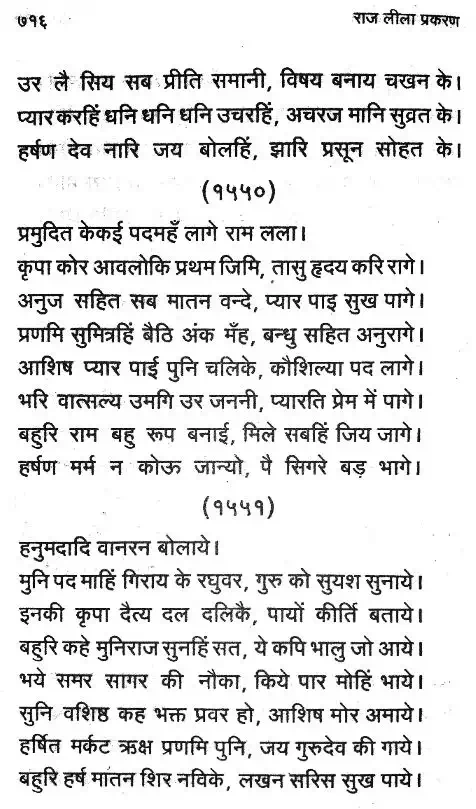 ७१६ राज लीला प्रकरण
उर लै सिय सब प्रीति समानी, विषय बनाय चखन के।
प्यार करहिं धनि धनि धनि उचरहिं, अचरज मानि सुव्रत के।
हर्षण देव नारि जय बोलहिं, झारि प्रसून सोहत के।
(१५५०)
प्रमुदित केकई पदमहँ लागे राम लला।
कृपा कोर आवलोकि प्रथम जिमि, तासु हृदय करि रागे।
अनुज सहित सब मातन वन्दे, प्यार पाइ सुख पागे।
प्रणमि सुमित्रहिं बैठि अंक मँह, बन्धु सहित अनुरागे।
आशिष प्यार पाई पुनि चलिके, कौशिल्या पद लागे।
भरि वात्सल्य उमगि उर जननी, प्यारति प्रेम में पागे।
बहुरि राम बहु रूप बनाई, मिले सबहिं जिय जागे।
हर्षण मर्म न कोऊ जान्यो, पै सिगरे बड़ भागे।
(१५५१)
हनुमदादि वानरन बोलाये।
मुनि पद माहिं गिराय के रघुवर, गुरु को सुयश सुनाये।
इनकी कृपा दैत्य दल दलिकै, पायों कीर्ति बताये।
बहुरि कहे मुनिराज सुनहिं सत, ये कपि भालु जो आये।
भये समर सागर की नौका, किये पार मोहिं भाये।
सुनि वशिष्ठ कह भक्त प्रवर हो, आशिष मोर अमाये।
हर्षित मर्कट ऋक्ष प्रणमि पुनि, जय गुरुदेव की गाये।
बहुरि हर्ष मातन शिर नविके, लखन सरिस सुख पाये।